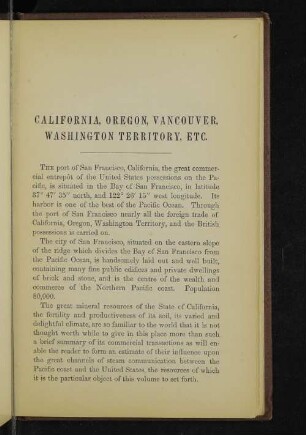 CALIFORNIA, OREGON, VANCOUVER,
WASHINGTON TERRITORY, ETC.
The port of San Francisco, California, the great commer-
cial entrepôt of the United States possessions on the Pa-
cific, is situated in the Bay of San Francisco, in latitude
37° 47′ 35″ north, and 122° 26′ 15″ west longitude. Its
harbor is one of the best of the Pacific Ocean. Through
the port of San Francisco nearly all the foreign trade of
California, Oregon, Washington Territory, and the British
possessions is carried on.
The city of San Francisco, situated on the eastern slope
of the ridge which divides the Bay of San Francisco from
the Pacific Ocean, is handsomely laid out and well built,
containing many fine public edifices and private dwellings
of brick and stone, and is the centre of the wealth and
commerce of the Northern Pacific coast. Population
80,000.
The great mineral resources of the State of California,
the fertility and productiveness of its soil, its varied and
delightful climate, are so familiar to the world that it is not
thought worth while to give in this place more than such
a brief summary of its commercial transactions as will en-
able the reader to form an estimate of their influence upon
the great channels of steam communication between the
Pacific coast and the United States, the resources of which
it is the particular object of this volume to set forth.